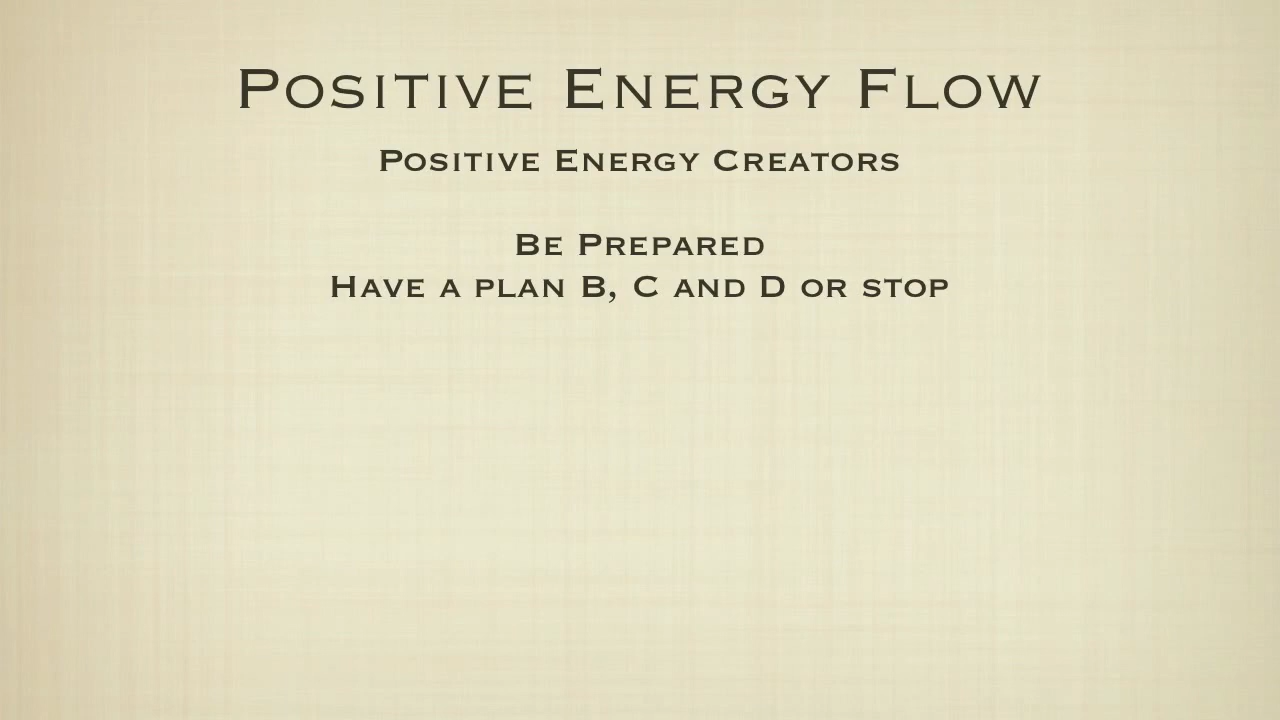 Positive Energy Flow
Positive Energy Creators
Be Prepared
Have a plan B, C and D or stop